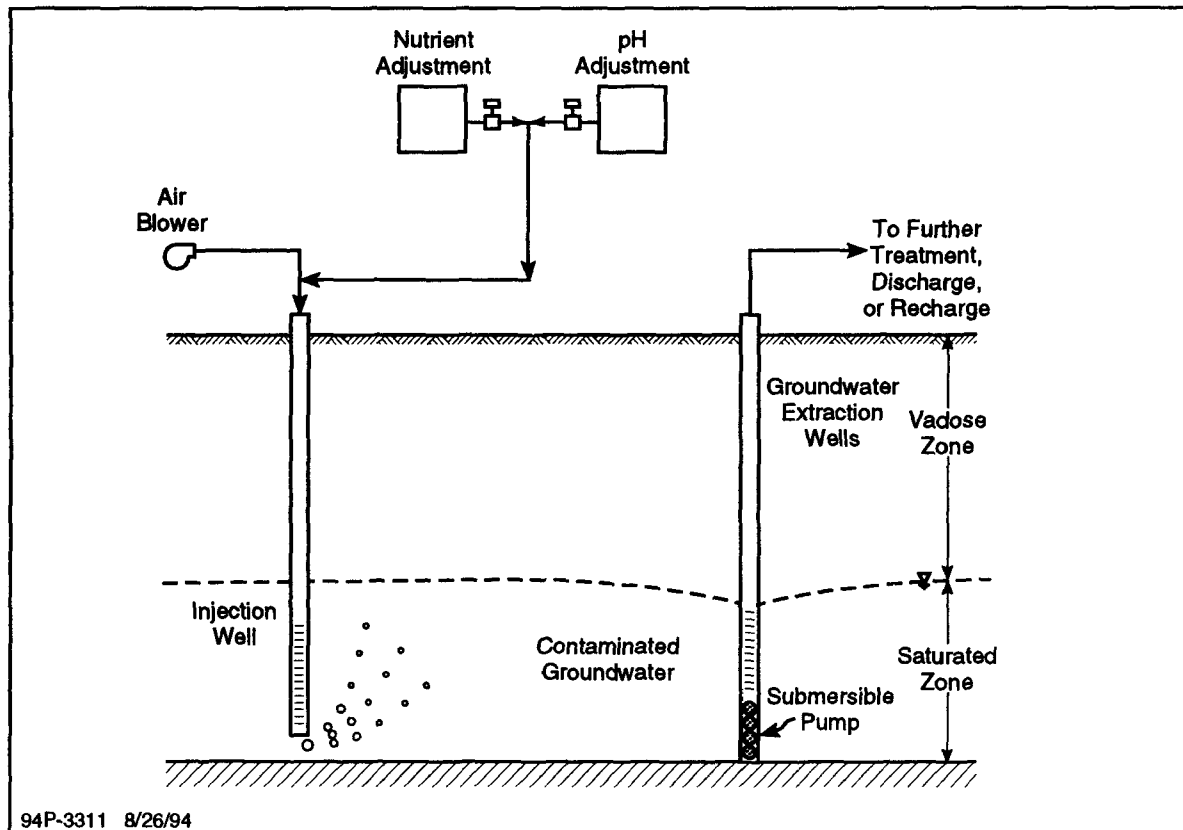 Nutrient
Adjustment
pH
Adjustment
Air
Blower
To Further
Treatment,
Discharge,
or Recharge
Groundwater
Extraction
Wells
Vadose
Zone
Injection
Well
Contaminated
Groundwater
Saturated
Zone
Submersible
Pump
94P-3311 8/26/94